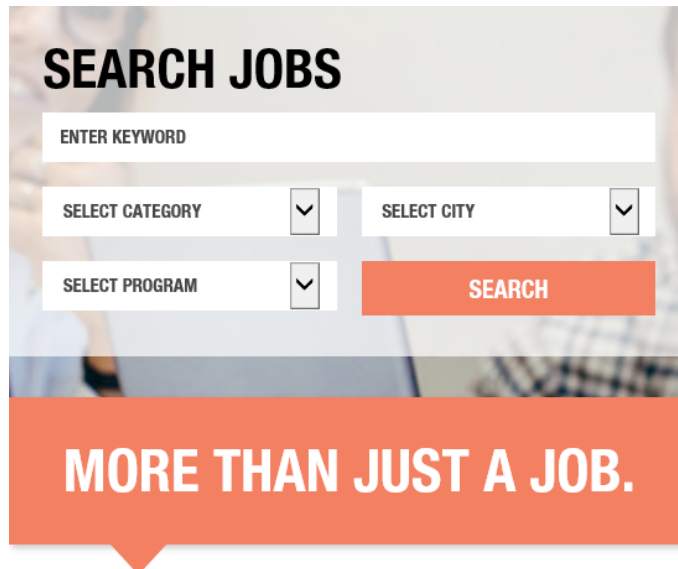 SEARCH JOBS
ENTER KEYWORD
SELECT CATEGORY
SELECT CITY
SELECT PROGRAM
SEARCH
MORE THAN JUST A JOB.